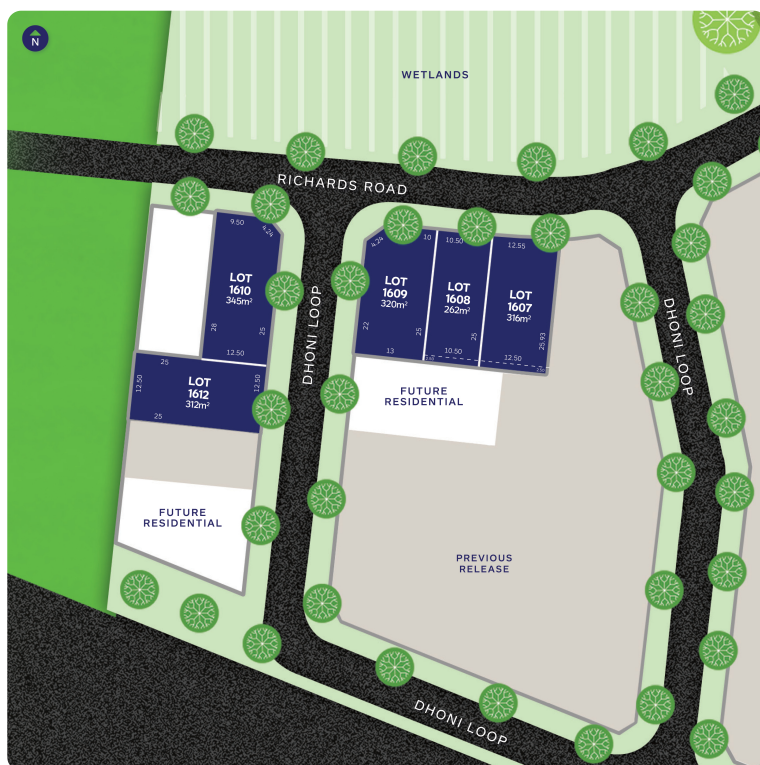 N
WETLANDS
RICHARDS ROAD
9.50
4.24
LOT
1610
345m²
28
25
12.50
4.24
10
LOT
1609
320m²
22
25
13
10.50
LOT
1608
262m²
25
10.50
12.55
LOT
1607
316m²
25.93
12.50
DHONI LOOP
DHONI LOOP
25
12.50
LOT
1612
312m²
12.50
25
FUTURE
RESIDENTIAL
FUTURE
RESIDENTIAL
PREVIOUS
RELEASE
DHONI LOOP